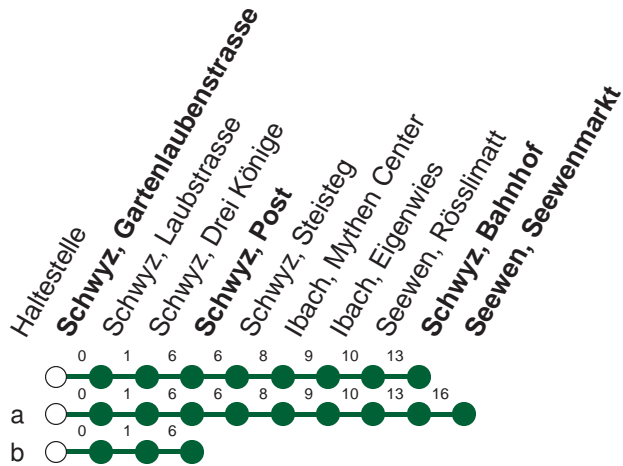 Haltestelle
Schwyz, Gartenlaubenstrasse
Schwyz, Laubstrasse
Schwyz, Drei Könige
Schwyz, Post
Schwyz, Steisteg
Ibach, Mythen Center
Ibach, Eigenwies
Seewen, Rösslimatt
Schwyz, Bahnhof
Seewen, Seewenmarkt
0 1 6 6 8 9 10 13
a 0 1 6 6 8 9 10 13 16
b 0 1 6